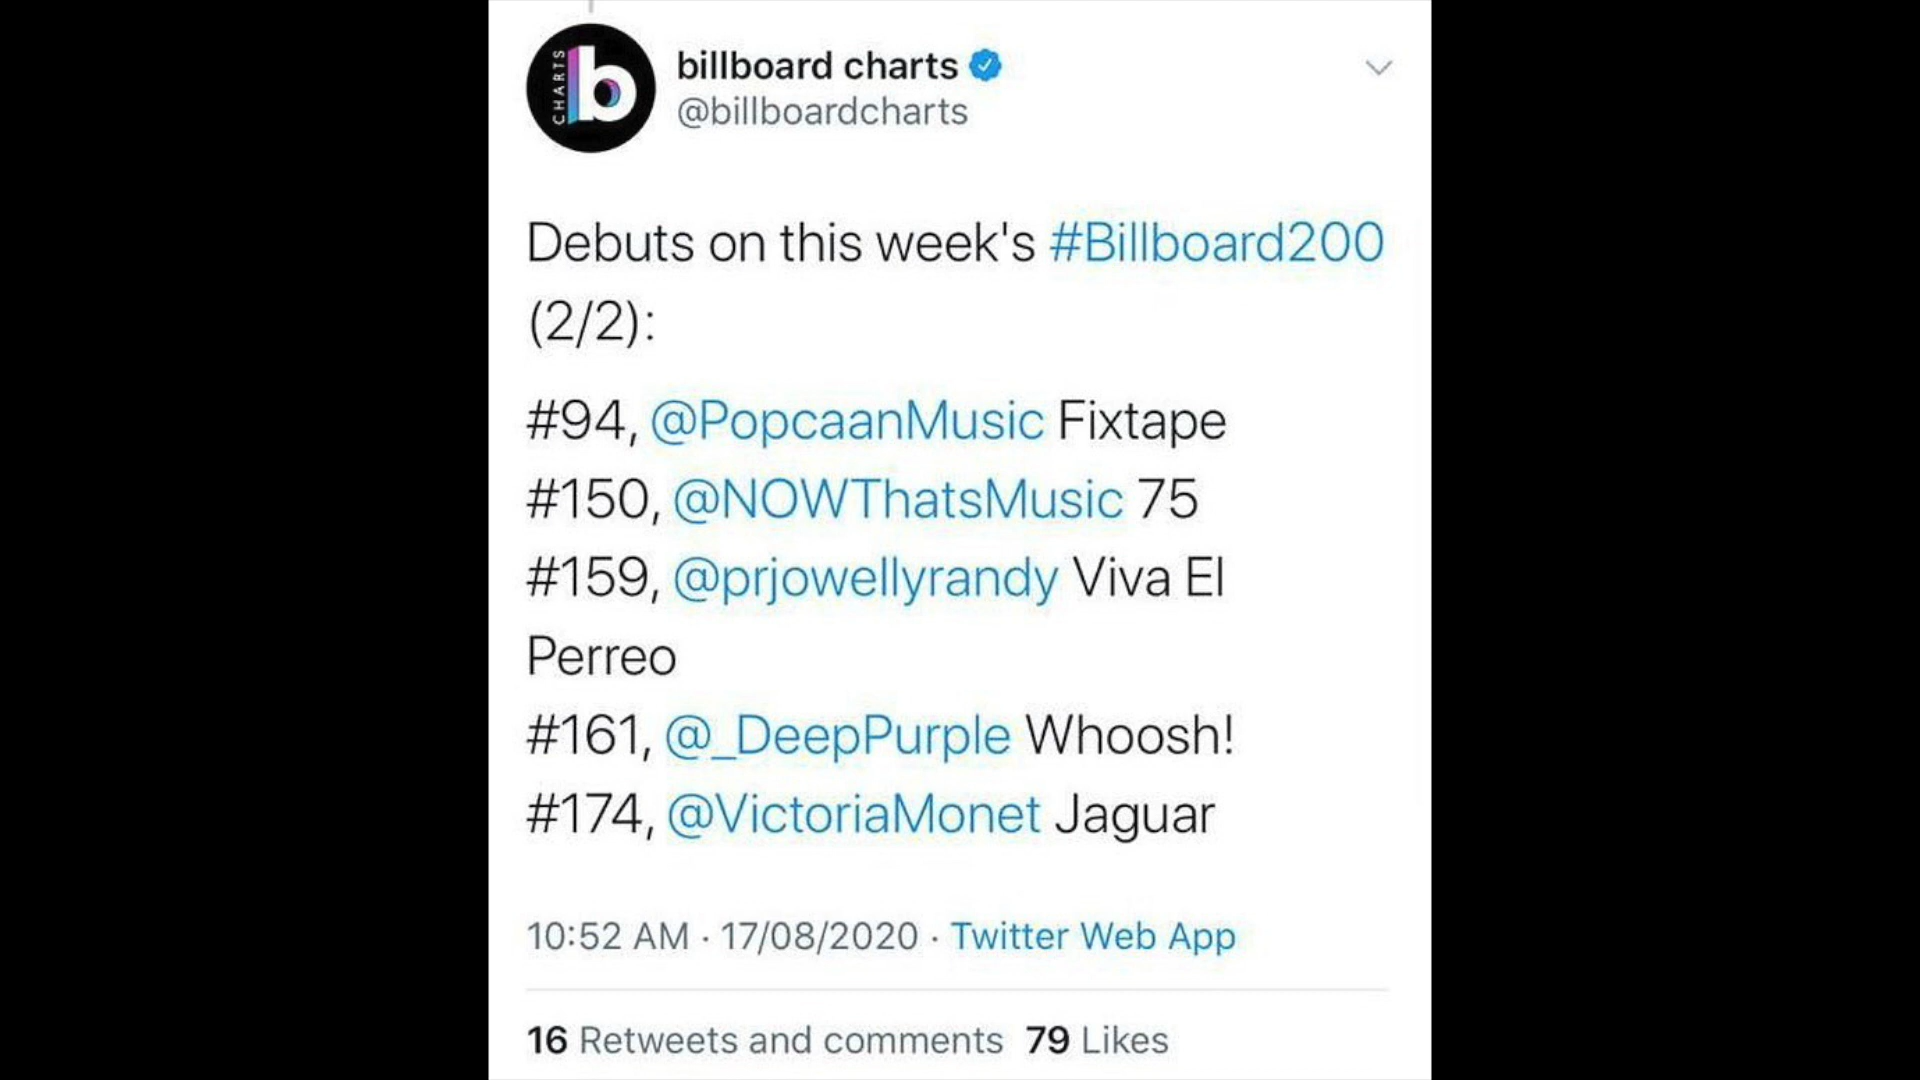 CHARTS
b
billboard charts
@billboardcharts
Debuts on this week's #Billboard200
(2/2):
#94, @PopcaanMusic Fixtape
#150, @NOWThatsMusic 75
#159, @prjowellyrandy Viva El
Perreo
#161, @_DeepPurple Whoosh!
#174, @VictoriaMonet Jaguar
10:52 AM · 17/08/2020 · Twitter Web App
16 Retweets and comments 79 Likes